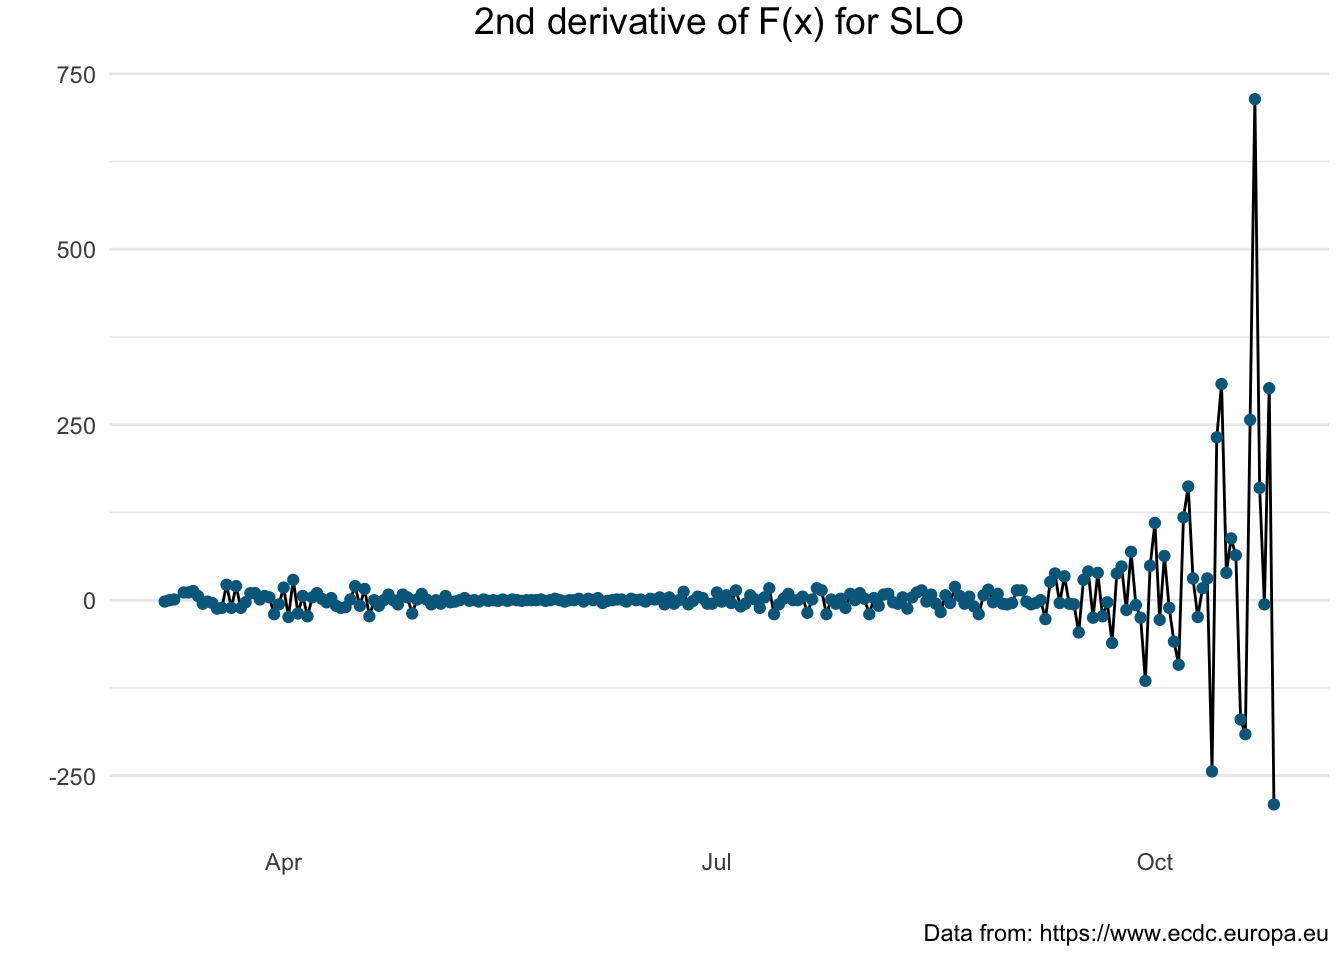 2nd derivative of F(x) for SLO
750
500
250
0
-250
Apr Jul Oct
Data from: https://www.ecdc.europa.eu